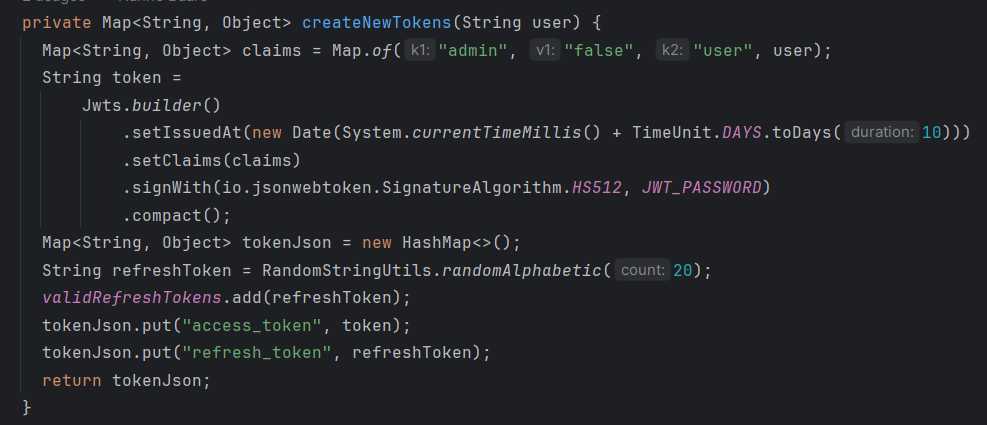 private Map<String, Object> createNewTokens(String user) {
Map<String, Object> claims = Map.of( k1: "admin", v1: "false", k2: "user", user);
String token =
Jwts.builder()
.setIssuedAt(new Date(System.currentTimeMillis() + TimeUnit.DAYS.toDays( duration: 10)))
.setClaims(claims)
.signWith(io.jsonwebtoken.SignatureAlgorithm.HS512, JWT_PASSWORD)
.compact();
Map<String, Object> tokenJson = new HashMap<>();
String refreshToken = RandomStringUtils.randomAlphabetic( count: 20);
validRefreshTokens.add(refreshToken);
tokenJson.put("access_token", token);
tokenJson.put("refresh_token", refreshToken);
return tokenJson;
}